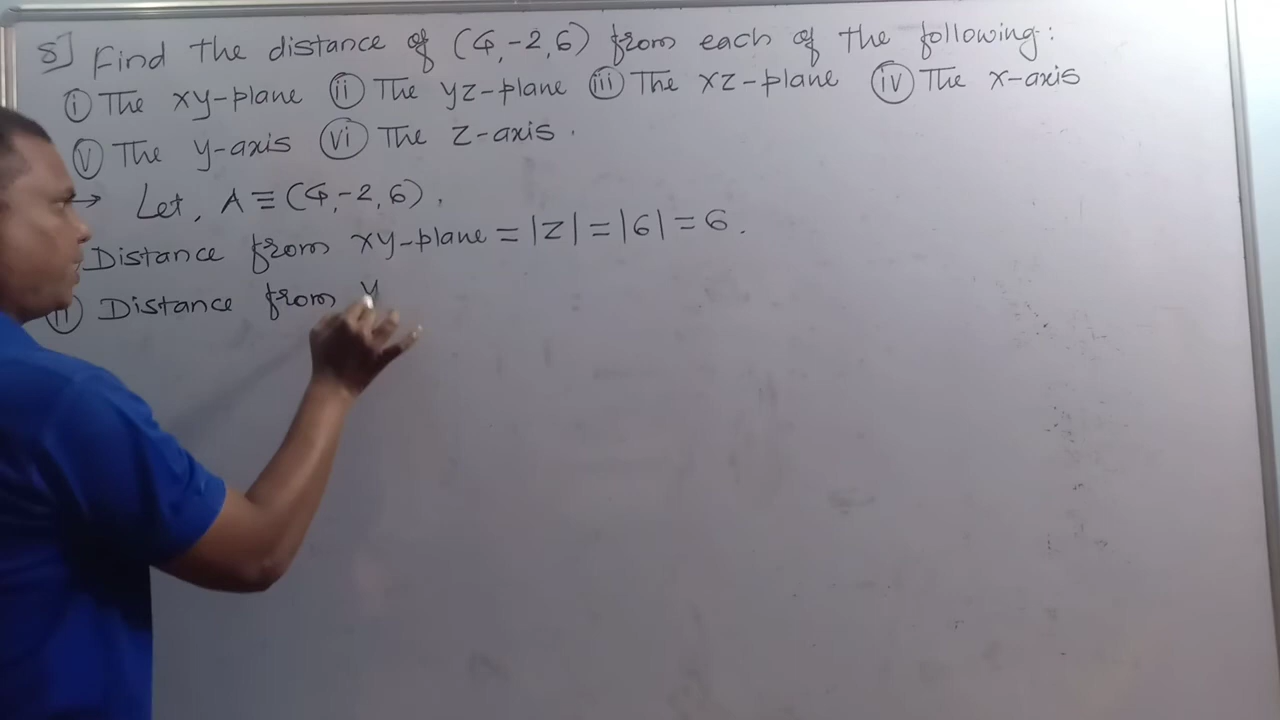 5] Find the distance of (4,-2,6) from each of the following:
(i) The xy-plane (ii) The yz-plane (iii) The xz-plane (iv) The x-axis
(v) The y-axis (vi) The z-axis.
→ Let, A ≡ (4,-2,6).
Distance from xy-plane = |z| = |6| = 6.
(ii) Distance from y